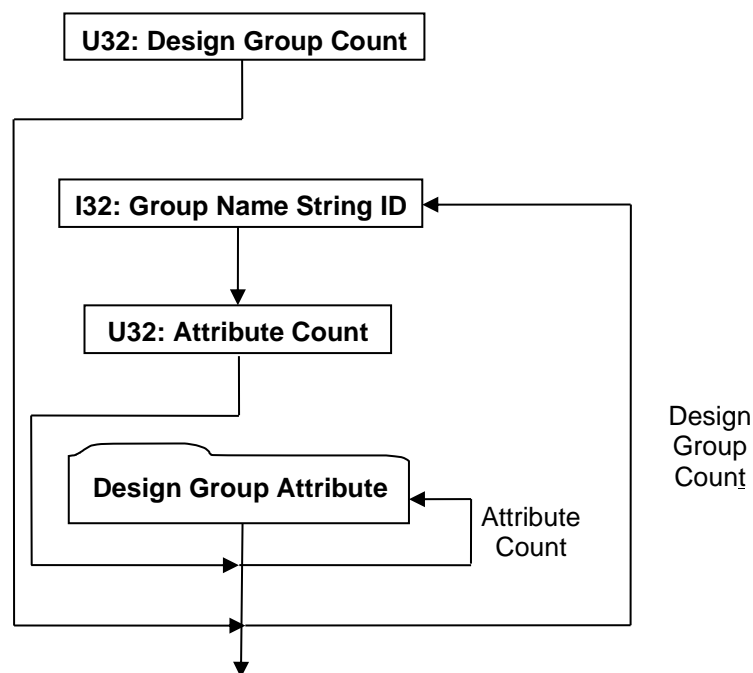 U32: Design Group Count
I32: Group Name String ID
U32: Attribute Count
Design Group Attribute
Attribute
Count
Design
Group
Count